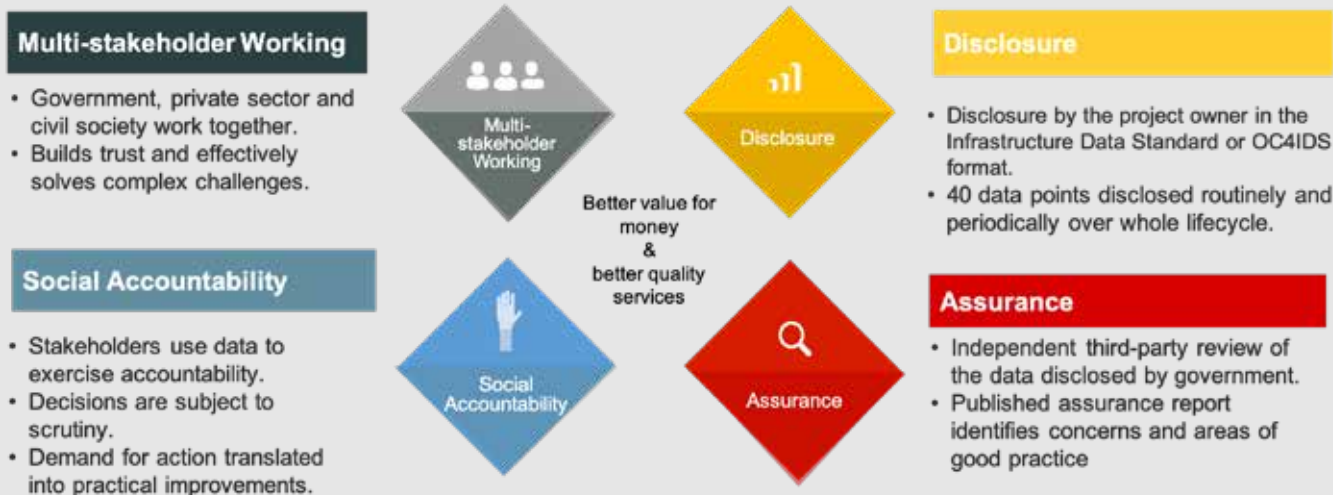 Multi-stakeholder Working
• Government, private sector and
civil society work together.
• Builds trust and effectively
solves complex challenges.
Multi-
stakeholder
Working
Disclosure
Disclosure
• Disclosure by the project owner in the
Infrastructure Data Standard or OC4IDS
format.
• 40 data points disclosed routinely and
periodically over whole lifecycle.
Better value for
money
&
better quality
services
Social Accountability
• Stakeholders use data to
exercise accountability.
• Decisions are subject to
scrutiny.
• Demand for action translated
into practical improvements.
Social
Accountability
Assurance
Assurance
• Independent third-party review of
the data disclosed by government.
• Published assurance report
identifies concerns and areas of
good practice